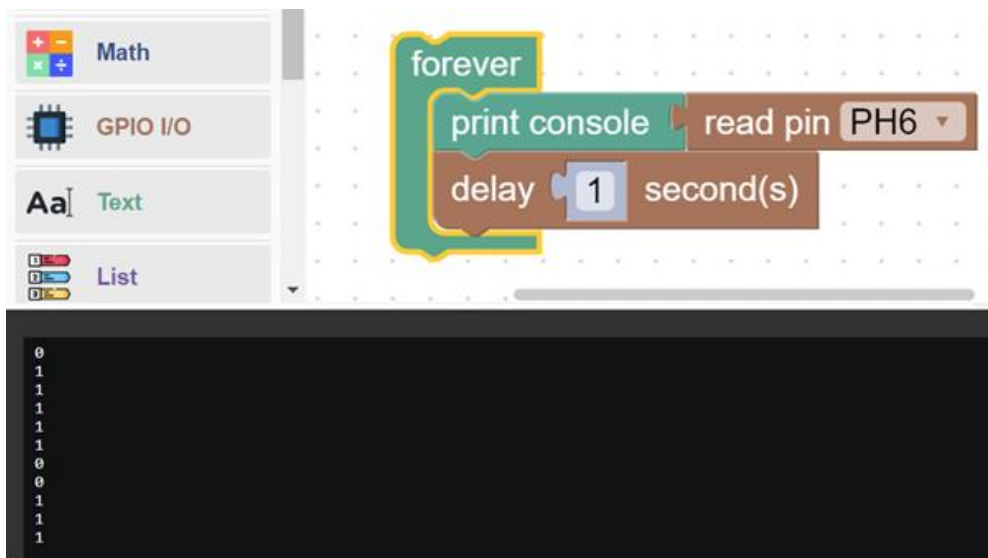 Math
GPIO I/O
Aa Text
List
forever
print console read pin PH6
delay 1 second(s)
0
1
1
1
1
1
0
0
1
1
1